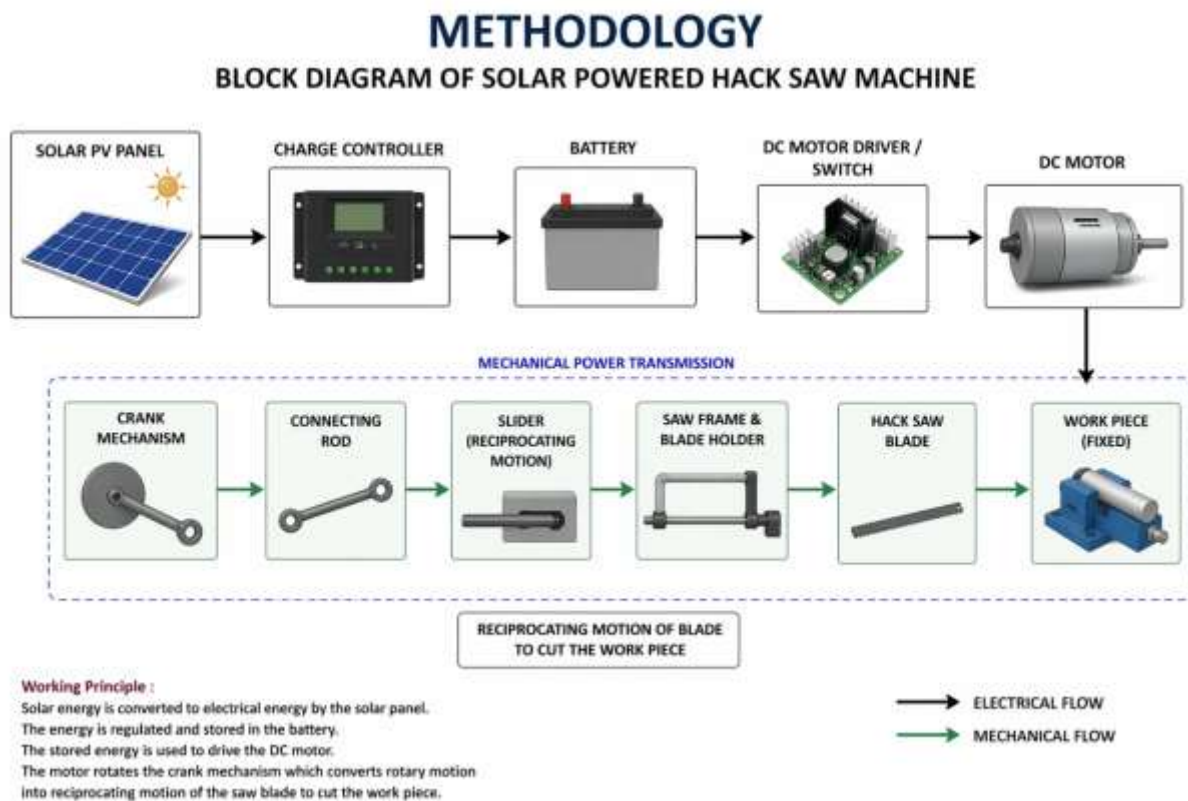 METHODOLOGY
BLOCK DIAGRAM OF SOLAR POWERED HACK SAW MACHINE
SOLAR PV PANEL
CHARGE CONTROLLER
BATTERY
DC MOTOR DRIVER /
SWITCH
DC MOTOR
MECHANICAL POWER TRANSMISSION
CRANK
MECHANISM
CONNECTING
ROD
SLIDER
(RECIPROCATING
MOTION)
SAW FRAME &
BLADE HOLDER
HACK SAW
BLADE
WORK PIECE
(FIXED)
RECIPROCATING MOTION OF BLADE
TO CUT THE WORK PIECE
Working Principle :
Solar energy is converted to electrical energy by the solar panel.
The energy is regulated and stored in the battery.
The stored energy is used to drive the DC motor.
The motor rotates the crank mechanism which converts rotary motion
into reciprocating motion of the saw blade to cut the work piece.
ELECTRICAL FLOW
MECHANICAL FLOW